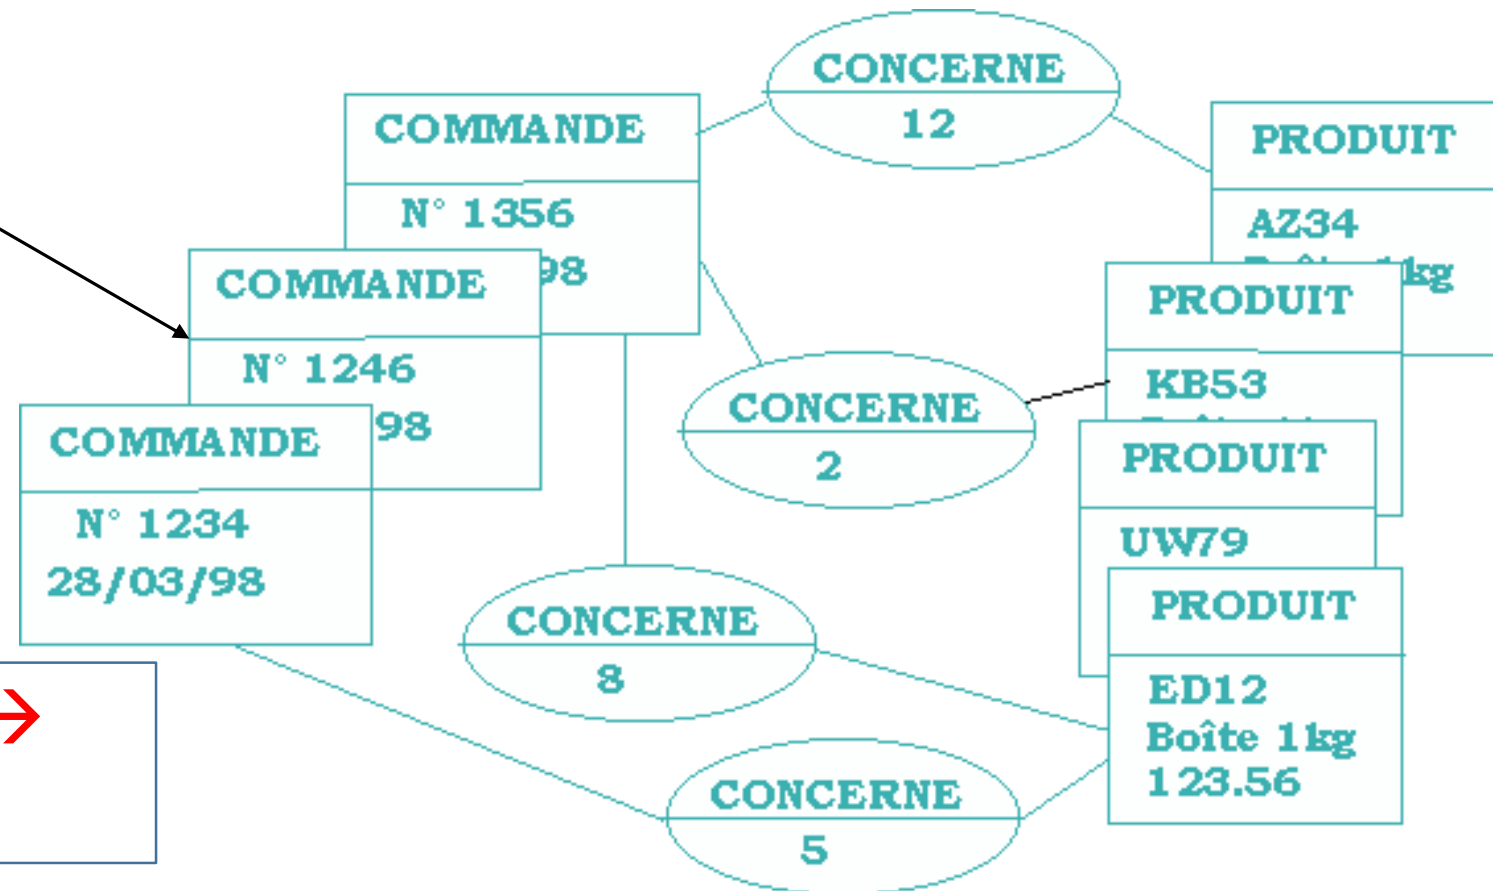 CONCERNE
12
COMMANDE
N° 1356
98
PRODUIT
AZ34
1kg
COMMANDE
N° 1246
98
PRODUIT
KB53
CONCERNE
2
COMMANDE
N° 1234
28/03/98
PRODUIT
UW79
CONCERNE
8
PRODUIT
ED12
Boîte 1kg
123.56
CONCERNE
5